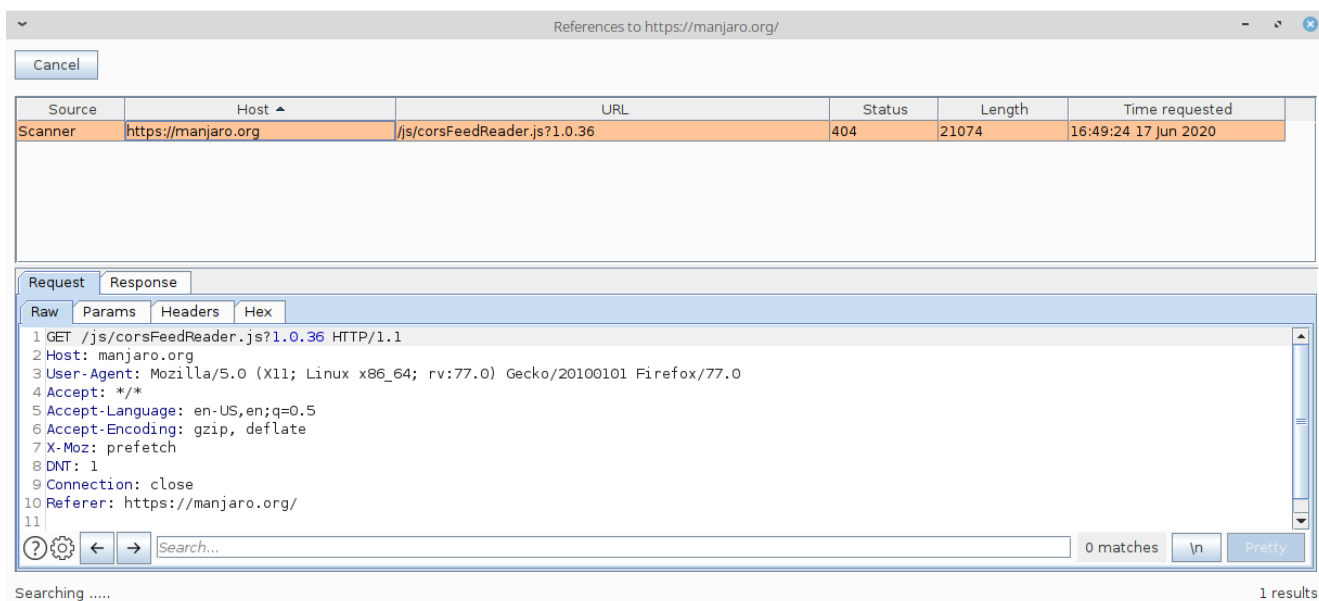 References to https://manjaro.org/
Cancel
Source Host URL Status Length Time requested
Scanner https://manjaro.org /js/corsFeedReader.js?1.0.36 404 21074 16:49:24 17 Jun 2020
Request Response
Raw Params Headers Hex
1 GET /js/corsFeedReader.js?1.0.36 HTTP/1.1
2 Host: manjaro.org
3 User-Agent: Mozilla/5.0 (X11; Linux x86_64; rv:77.0) Gecko/20100101 Firefox/77.0
4 Accept: */*
5 Accept-Language: en-US,en;q=0.5
6 Accept-Encoding: gzip, deflate
7 X-Moz: prefetch
8 DNT: 1
9 Connection: close
10 Referer: https://manjaro.org/
11
? Search... 0 matches \n Pretty
Searching ..... 1 results